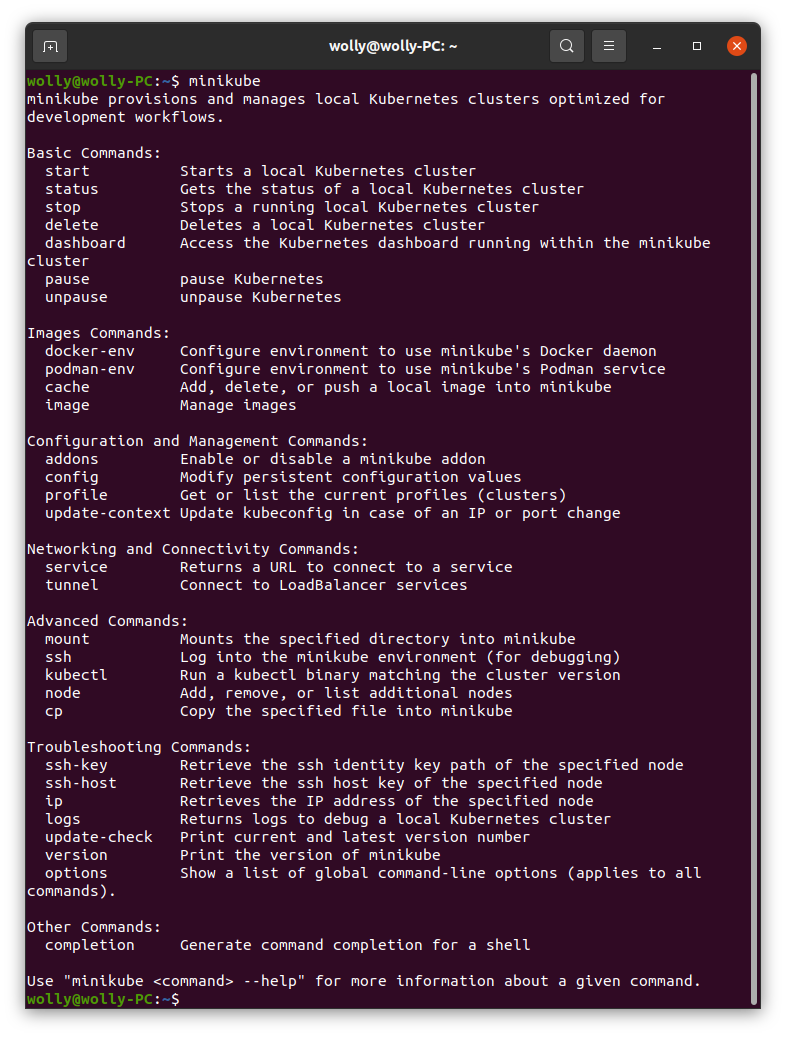 wolly@wolly-PC: ~
wolly@wolly-PC:~$ minikube
minikube provisions and manages local Kubernetes clusters optimized for
development workflows.

Basic Commands:
  start          Starts a local Kubernetes cluster
  status         Gets the status of a local Kubernetes cluster
  stop           Stops a running local Kubernetes cluster
  delete         Deletes a local Kubernetes cluster
  dashboard      Access the Kubernetes dashboard running within the minikube
cluster
  pause          pause Kubernetes
  unpause        unpause Kubernetes

Images Commands:
  docker-env     Configure environment to use minikube's Docker daemon
  podman-env     Configure environment to use minikube's Podman service
  cache          Add, delete, or push a local image into minikube
  image          Manage images

Configuration and Management Commands:
  addons         Enable or disable a minikube addon
  config         Modify persistent configuration values
  profile        Get or list the current profiles (clusters)
  update-context Update kubeconfig in case of an IP or port change

Networking and Connectivity Commands:
  service        Returns a URL to connect to a service
  tunnel         Connect to LoadBalancer services

Advanced Commands:
  mount          Mounts the specified directory into minikube
  ssh            Log into the minikube environment (for debugging)
  kubectl        Run a kubectl binary matching the cluster version
  node           Add, remove, or list additional nodes
  cp             Copy the specified file into minikube

Troubleshooting Commands:
  ssh-key        Retrieve the ssh identity key path of the specified node
  ssh-host       Retrieve the ssh host key of the specified node
  ip             Retrieves the IP address of the specified node
  logs           Returns logs to debug a local Kubernetes cluster
  update-check   Print current and latest version number
  version        Print the version of minikube
  options        Show a list of global command-line options (applies to all
commands).

Other Commands:
  completion     Generate command completion for a shell

Use "minikube <command> --help" for more information about a given command.
wolly@wolly-PC:~$